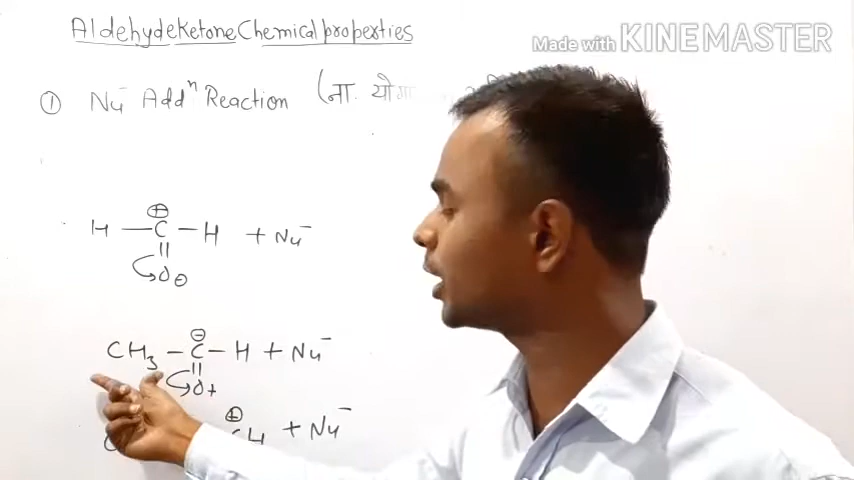 Made with KINEMASTER
Aldehyde Ketone Chemical properties
① Nu⁻ Addⁿ Reaction (ना.
⊕
H — C — H + Nu⁻
||
O⊖
⊖
CH₃ — C — H + Nu⁻
||
O+
⊕
H + Nu⁻